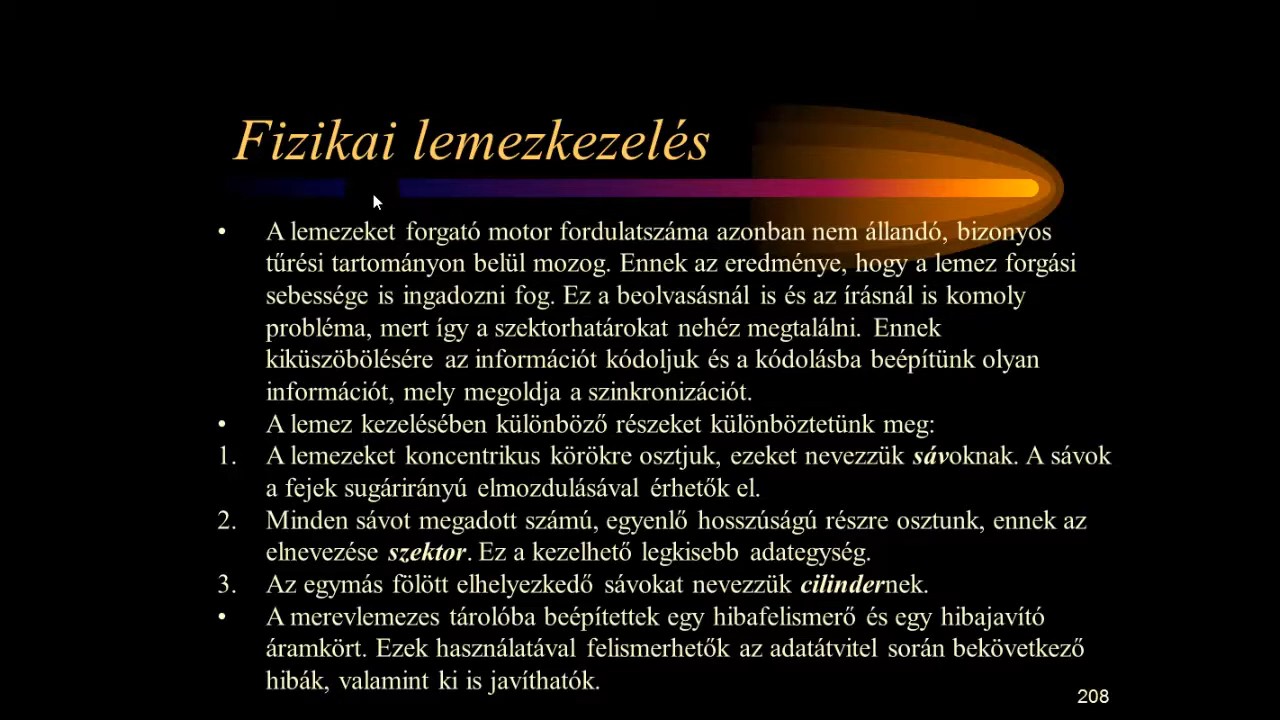 Fizikai lemezkezelés
• A lemezeket forgató motor fordulatszáma azonban nem állandó, bizonyos
tűrési tartományon belül mozog. Ennek az eredménye, hogy a lemez forgási
sebessége is ingadozni fog. Ez a beolvasásnál is és az írásnál is komoly
probléma, mert így a szektorhatárokat nehéz megtalálni. Ennek
kiküszöbölésére az információt kódoljuk és a kódolásba beépítünk olyan
információt, mely megoldja a szinkronizációt.
• A lemez kezelésében különböző részeket különböztetünk meg:
1. A lemezeket koncentrikus körökre osztjuk, ezeket nevezzük sávoknak. A sávok
a fejek sugárirányú elmozdulásával érhetők el.
2. Minden sávot megadott számú, egyenlő hosszúságú részre osztunk, ennek az
elnevezése szektor. Ez a kezelhető legkisebb adategység.
3. Az egymás fölött elhelyezkedő sávokat nevezzük cilindernek.
• A merevlemezes tárolóba beépítettek egy hibafelismerő és egy hibajavító
áramkört. Ezek használatával felismerhetők az adatátvitel során bekövetkező
hibák, valamint ki is javíthatók.
208